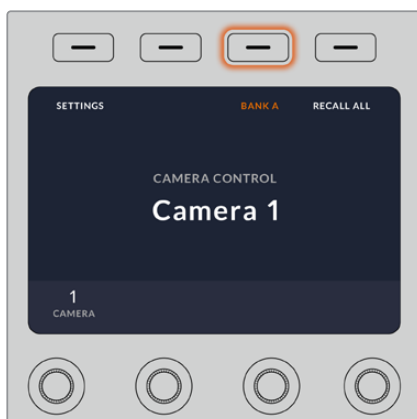 SETTINGS BANK A RECALL ALL
CAMERA CONTROL
Camera 1
1
CAMERA